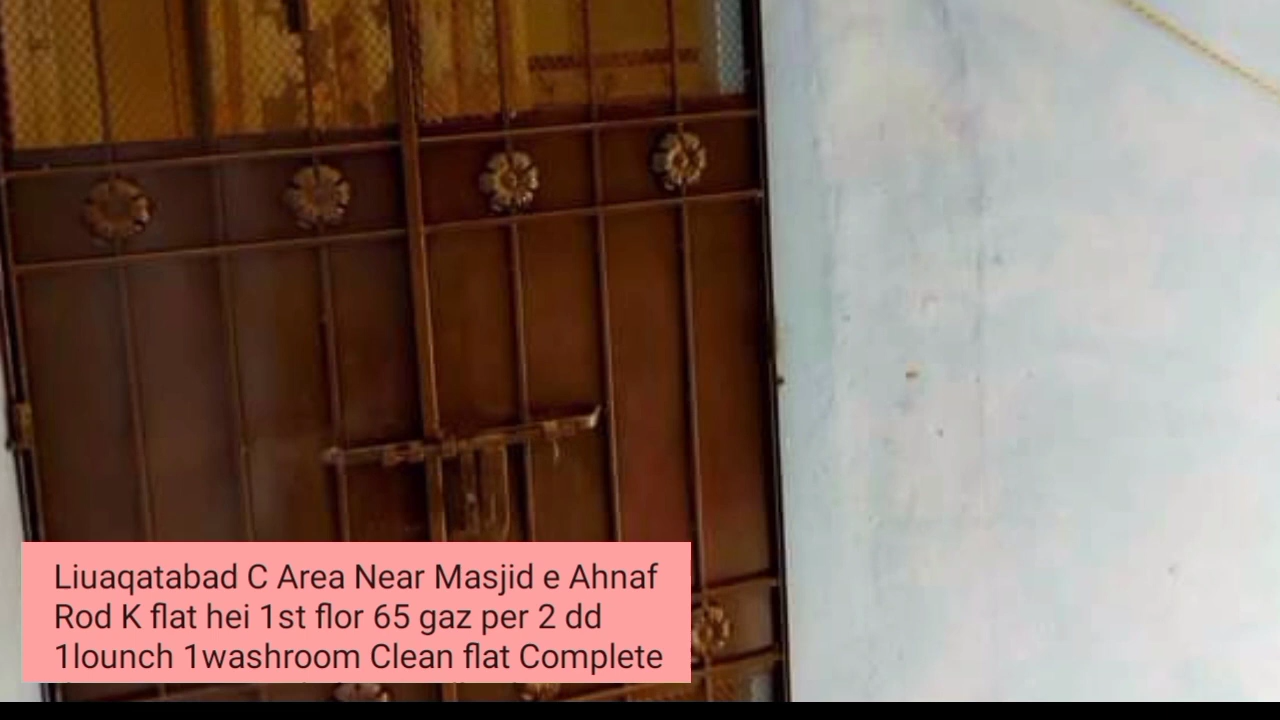 Liuaqatabad C Area Near Masjid e Ahnaf
Rod K flat hei 1st flor 65 gaz per 2 dd
1lounch 1washroom Clean flat Complete